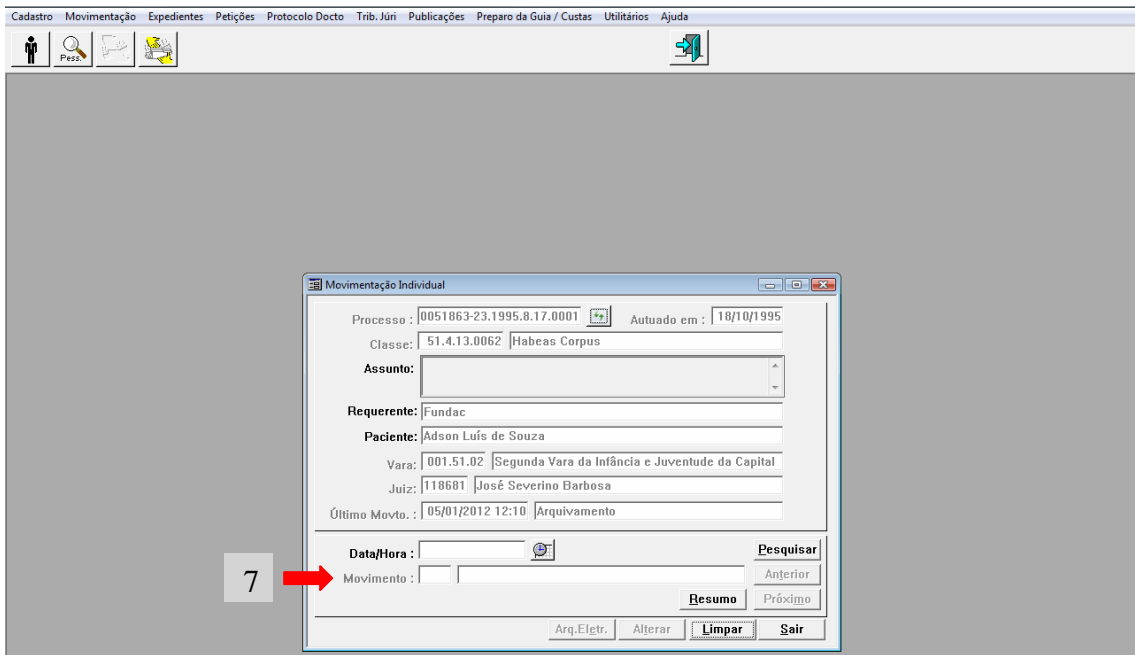 Cadastro Movimentação Expedientes Petições Protocolo Docto Trib. Júri Publicações Preparo da Guia / Custas Utilitários Ajuda
Pess.
Movimentação Individual
Processo : 0051863-23.1995.8.17.0001 Autuado em : 18/10/1995
Classe: 51.4.13.0062 Habeas Corpus
Assunto:
Requerente: Fundac
Paciente: Adson Luís de Souza
Vara: 001.51.02 Segunda Vara da Infância e Juventude da Capital
Juiz: 118681 José Severino Barbosa
Último Movto. : 05/01/2012 12:10 Arquivamento
Data/Hora : Pesquisar
7 Movimento : Anterior
Resumo Próximo
Arq.Eletr. Alterar Limpar Sair